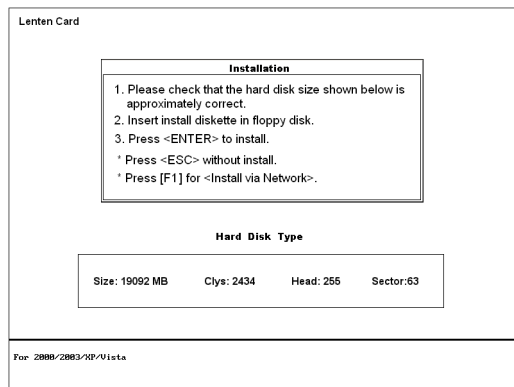 Lenten Card
Installation
1. Please check that the hard disk size shown below is
approximately correct.
2. Insert install diskette in floppy disk.
3. Press <ENTER> to install.
* Press <ESC> without install.
* Press [F1] for <Install via Network>.
Hard Disk Type
Size: 19092 MB Clys: 2434 Head: 255 Sector:63
For 2000/2003/XP/Vista